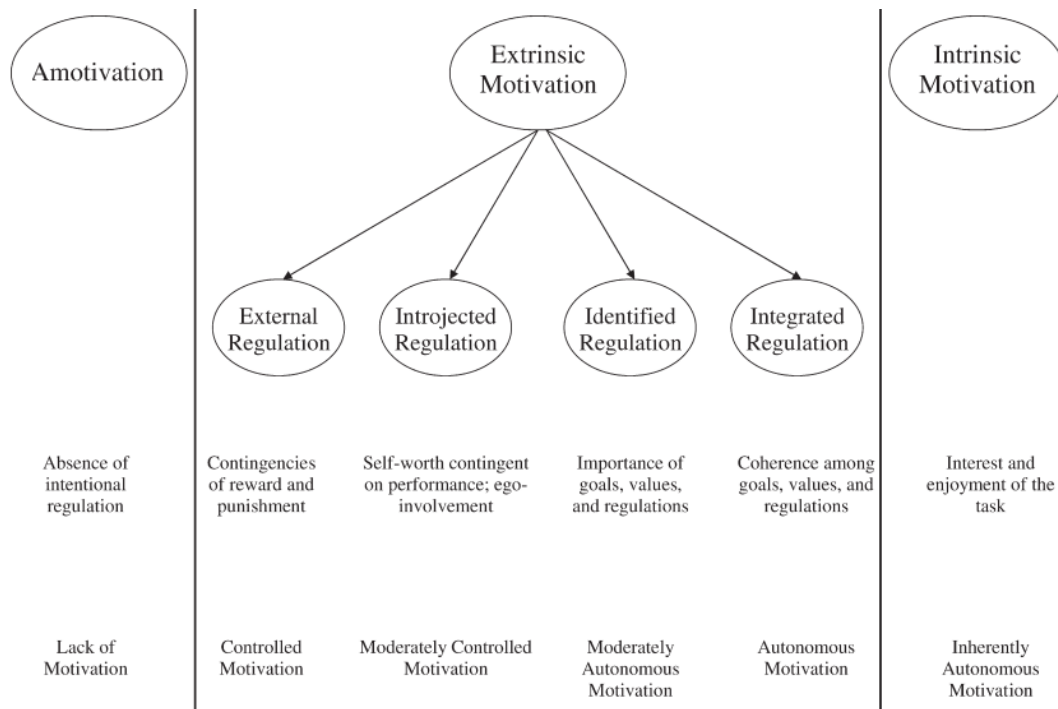 Amotivation
Extrinsic
Motivation
Intrinsic
Motivation
External
Regulation
Introjected
Regulation
Identified
Regulation
Integrated
Regulation
Absence of
intentional
regulation
Contingencies
of reward and
punishment
Self-worth contingent
on performance; ego-
involvement
Importance of
goals, values,
and regulations
Coherence among
goals, values, and
regulations
Interest and
enjoyment of the
task
Lack of
Motivation
Controlled
Motivation
Moderately Controlled
Motivation
Moderately
Autonomous
Motivation
Autonomous
Motivation
Inherently
Autonomous
Motivation